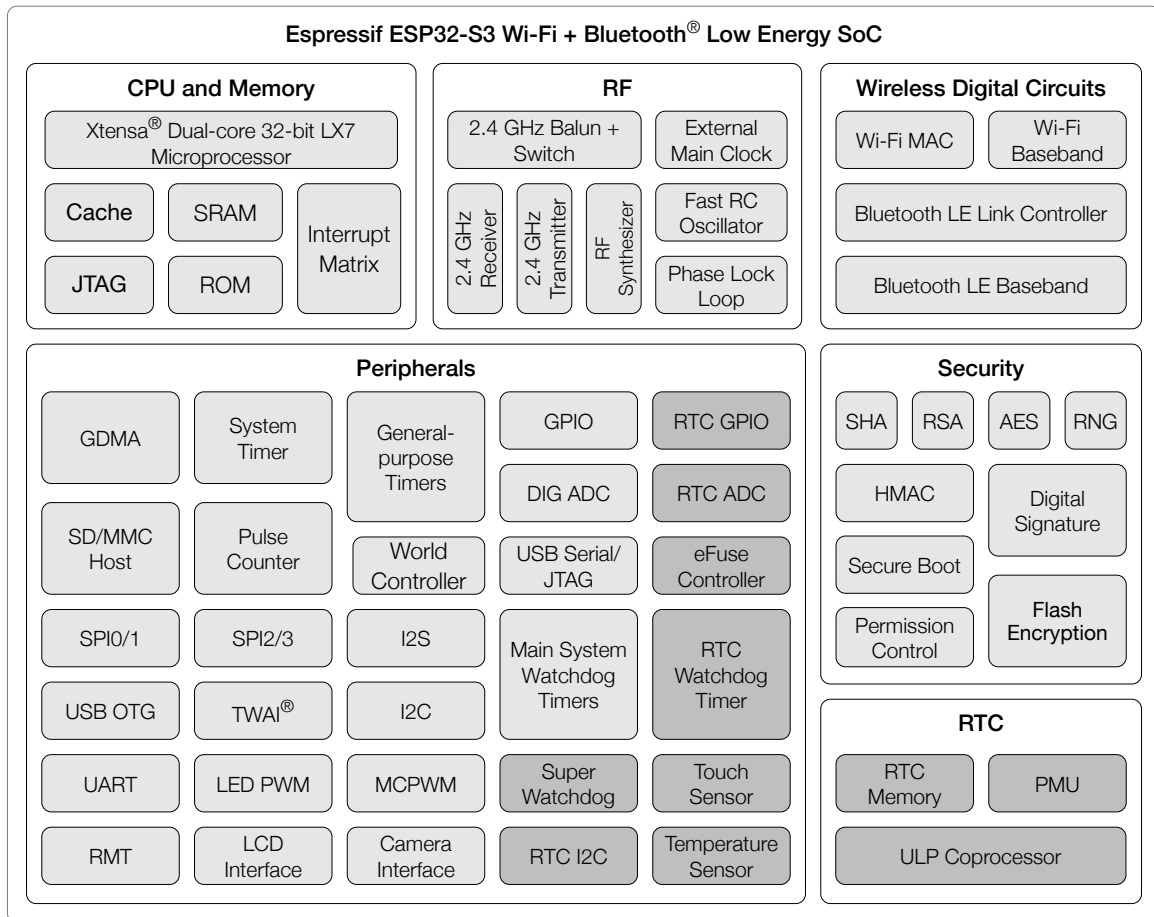 Espressif ESP32-S3 Wi-Fi + Bluetooth® Low Energy SoC
CPU and Memory
Xtensa® Dual-core 32-bit LX7
Microprocessor
Cache
SRAM
Interrupt
Matrix
JTAG
ROM
RF
2.4 GHz Balun +
Switch
External
Main Clock
2.4 GHz
Receiver
2.4 GHz
Transmitter
RF
Synthesizer
Fast RC
Oscillator
Phase Lock
Loop
Wireless Digital Circuits
Wi-Fi MAC
Wi-Fi
Baseband
Bluetooth LE Link Controller
Bluetooth LE Baseband
Peripherals
GDMA
System
Timer
General-
purpose
Timers
GPIO
RTC GPIO
DIG ADC
RTC ADC
SD/MMC
Host
Pulse
Counter
World
Controller
USB Serial/
JTAG
eFuse
Controller
SPI0/1
SPI2/3
I2S
Main System
Watchdog
Timers
RTC
Watchdog
Timer
USB OTG
TWAI®
I2C
UART
LED PWM
MCPWM
Super
Watchdog
Touch
Sensor
RMT
LCD
Interface
Camera
Interface
RTC I2C
Temperature
Sensor
Security
SHA
RSA
AES
RNG
HMAC
Digital
Signature
Secure Boot
Flash
Encryption
Permission
Control
RTC
RTC
Memory
PMU
ULP Coprocessor